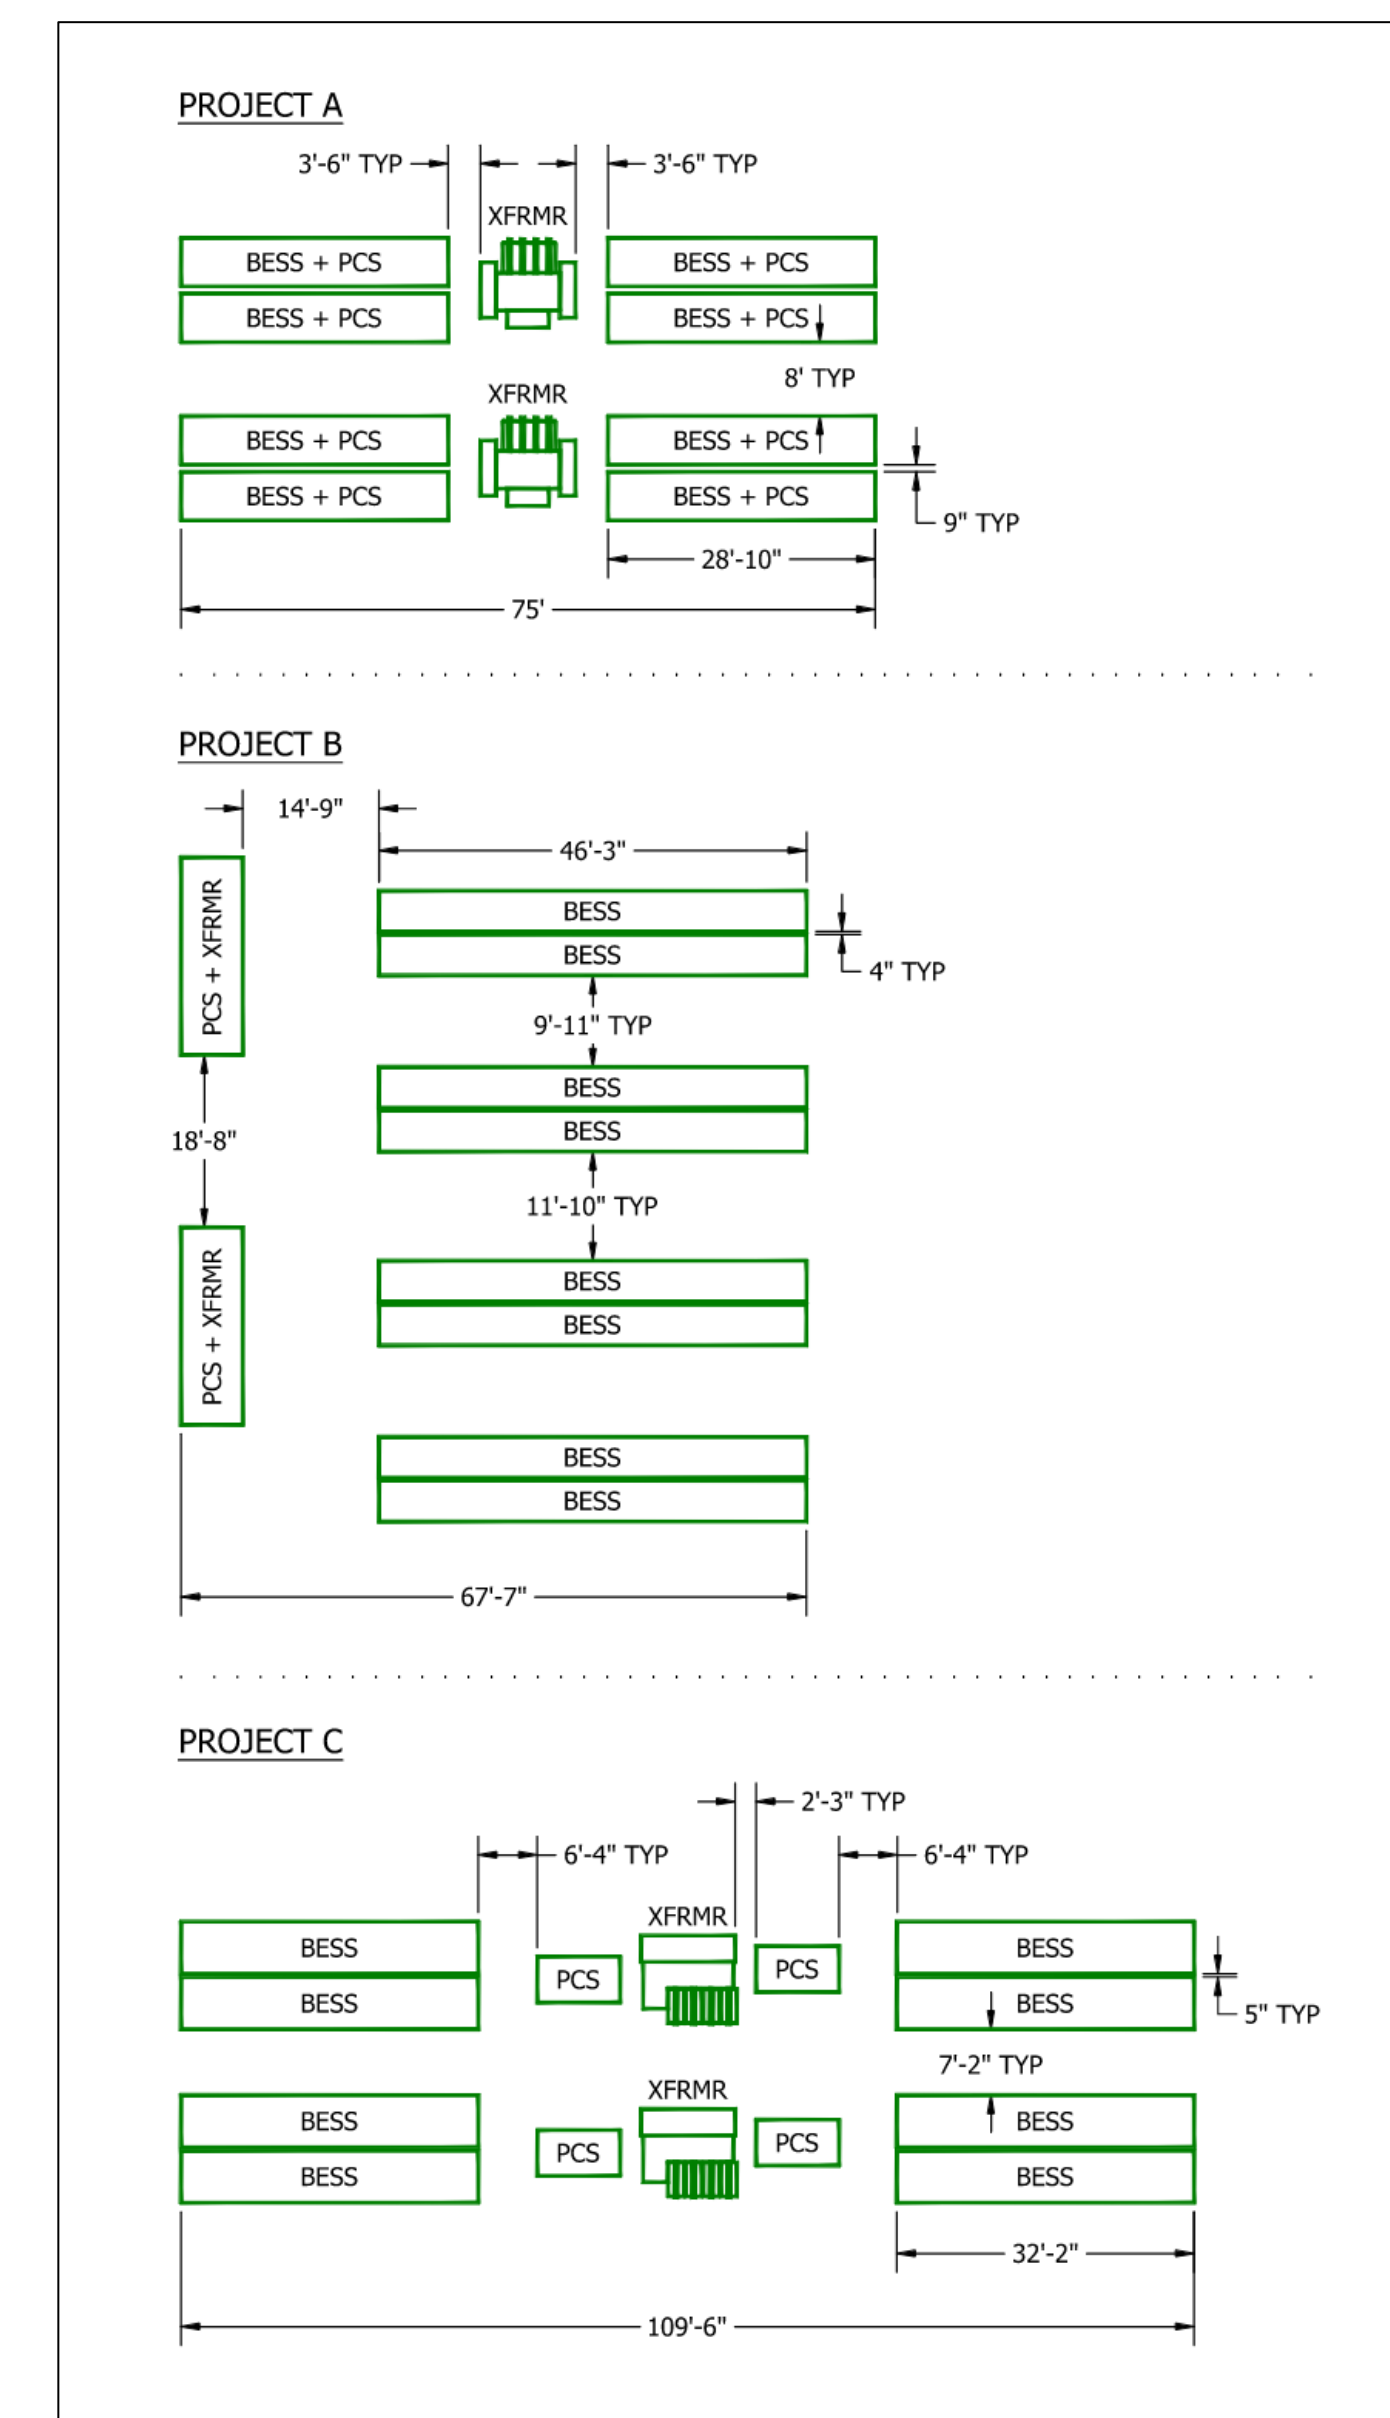 PROJECT A
3'-6" TYP
3'-6" TYP
XFRMR
BESS + PCS
BESS + PCS
BESS + PCS
BESS + PCS
8' TYP
XFRMR
BESS + PCS
BESS + PCS
BESS + PCS
BESS + PCS
9" TYP
28'-10"
75'
PROJECT B
14'-9"
46'-3"
PCS + XFRMR
BESS
BESS
4" TYP
9'-11" TYP
BESS
BESS
18'-8"
11'-10" TYP
PCS + XFRMR
BESS
BESS
BESS
BESS
67'-7"
PROJECT C
2'-3" TYP
6'-4" TYP
6'-4" TYP
XFRMR
BESS
BESS
PCS
PCS
BESS
BESS
5" TYP
7'-2" TYP
XFRMR
BESS
BESS
PCS
PCS
BESS
BESS
32'-2"
109'-6"